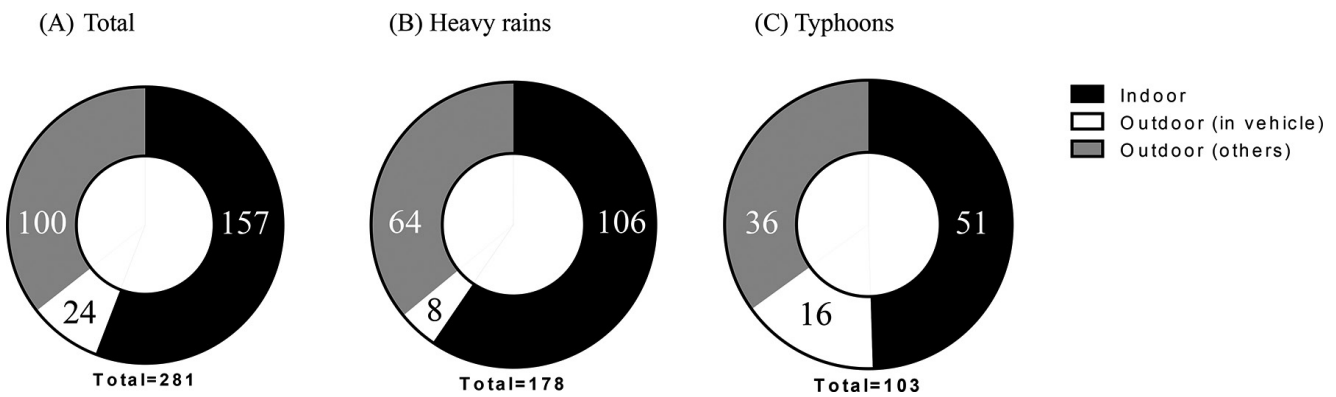 (A) Total
(B) Heavy rains
(C) Typhoons
Indoor
Outdoor (in vehicle)
Outdoor (others)
100
157
24
Total=281
64
106
8
Total=178
36
51
16
Total=103